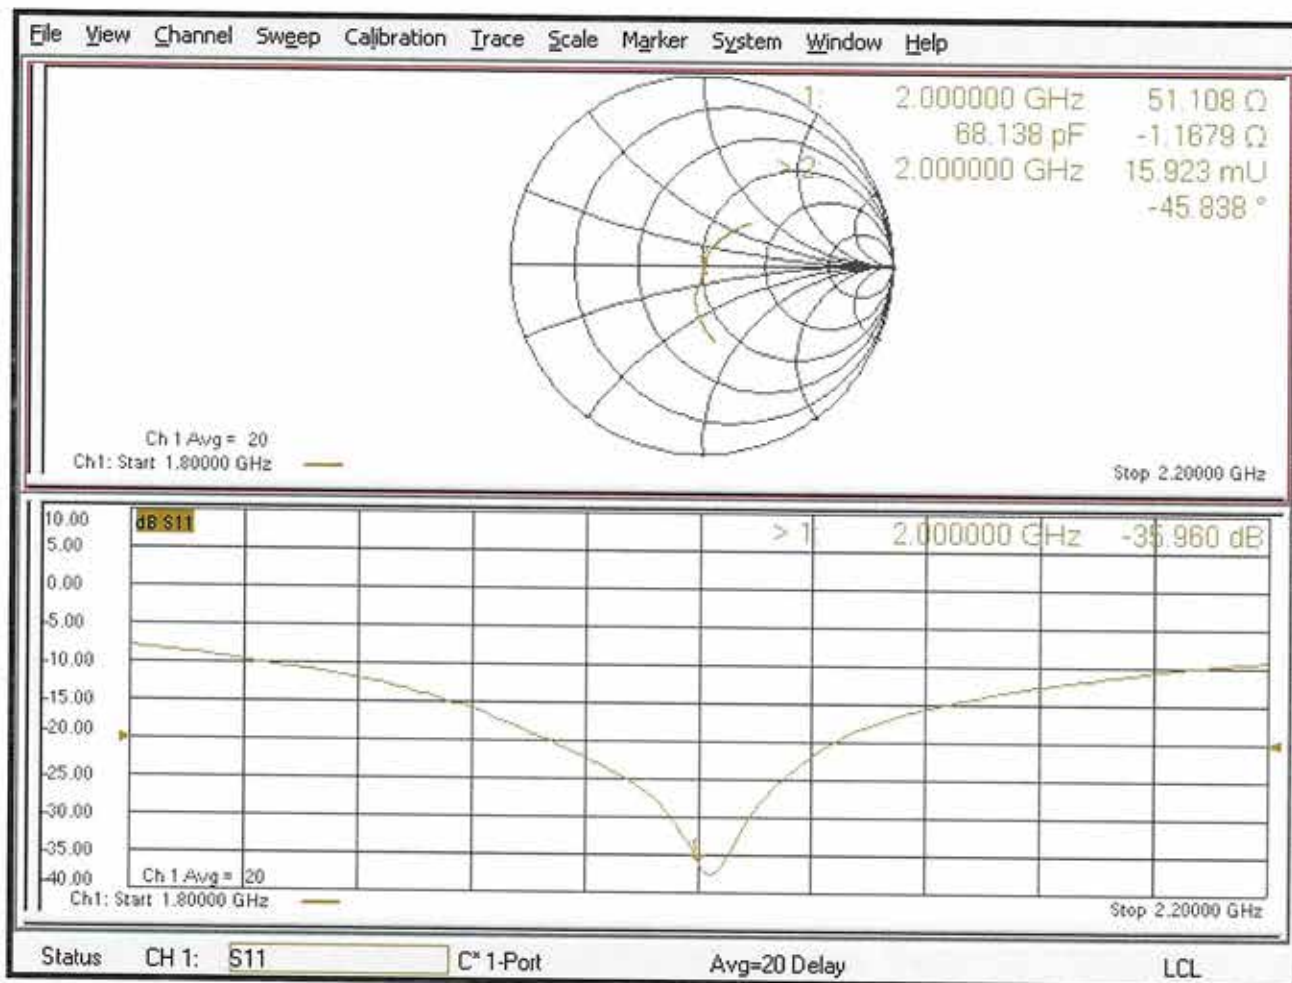 File View Channel Sweep Calibration Trace Scale Marker System Window Help
1: 2.000000 GHz 51.108 Ω
68.138 pF -1.1679 Ω
> 2: 2.000000 GHz 15.923 mU
-45.838 °
Ch 1 Avg = 20
Ch1: Start 1.80000 GHz
Stop 2.20000 GHz
10.00
dB S11
> 1: 2.000000 GHz -35.960 dB
5.00
0.00
-5.00
-10.00
-15.00
-20.00
-25.00
-30.00
-35.00
-40.00
Ch 1 Avg = 20
Ch1: Start 1.80000 GHz
Stop 2.20000 GHz
Status CH 1: S11 C* 1-Port Avg=20 Delay LCL